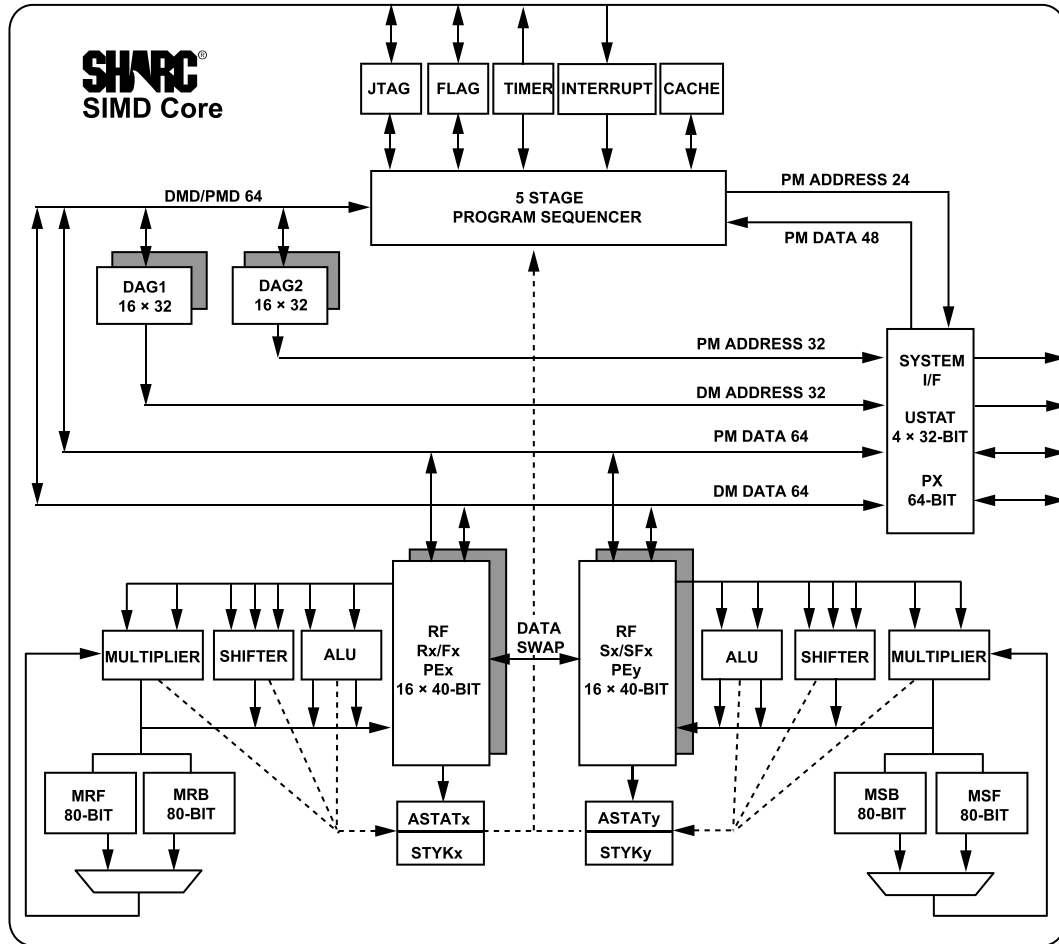 SHARC®
SIMD Core
JTAG
FLAG
TIMER
INTERRUPT
CACHE
5 STAGE
PROGRAM SEQUENCER
PM ADDRESS 24
PM DATA 48
DMD/PMD 64
DAG1
16 × 32
DAG2
16 × 32
PM ADDRESS 32
DM ADDRESS 32
PM DATA 64
DM DATA 64
SYSTEM
I/F
USTAT
4 × 32-BIT
PX
64-BIT
MULTIPLIER
SHIFTER
ALU
RF
Rx/Fx
PEx
16 × 40-BIT
DATA
SWAP
RF
Sx/SFx
PEy
16 × 40-BIT
ALU
SHIFTER
MULTIPLIER
MRF
80-BIT
MRB
80-BIT
ASTATx
STYKx
ASTATy
STYKy
MSB
80-BIT
MSF
80-BIT